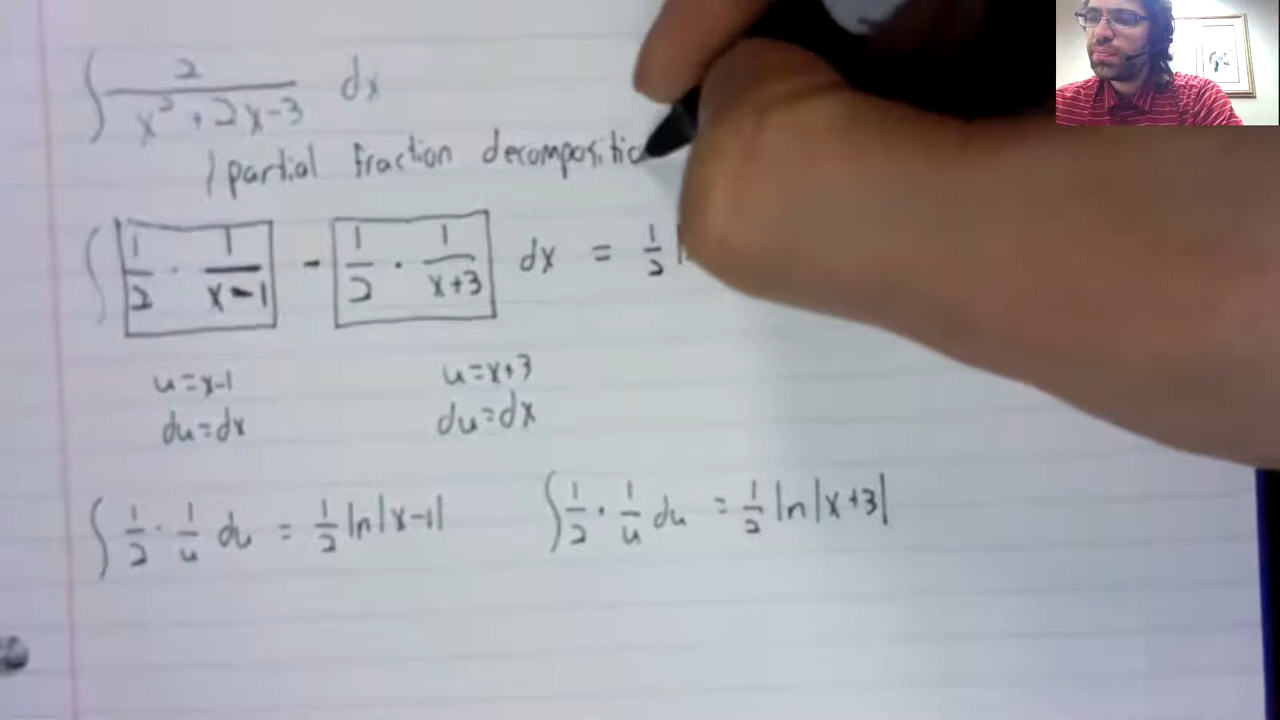 ∫ 2/(x² + 2x - 3) dx
partial fraction decomposition
∫ 1/2 · 1/(x-1) - 1/2 · 1/(x+3) dx = 1/2
u = x-1 u = x+3
du = dx du = dx
∫ 1/2 · 1/u du = 1/2 ln|x-1| ∫ 1/2 · 1/u du = 1/2 ln|x+3|